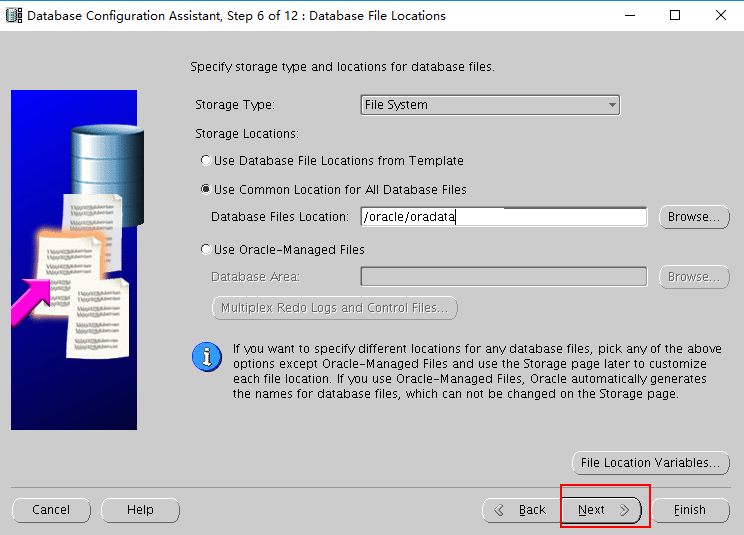 Database Configuration Assistant, Step 6 of 12 : Database File Locations
Specify storage type and locations for database files.
Storage Type: File System
Storage Locations:
Use Database File Locations from Template
Use Common Location for All Database Files
Database Files Location: /oracle/oradata Browse...
Use Oracle-Managed Files
Database Area: Browse...
Multiplex Redo Logs and Control Files...
If you want to specify different locations for any database files, pick any of the above
options except Oracle-Managed Files and use the Storage page later to customize
each file location. If you use Oracle-Managed Files, Oracle automatically generates
the names for database files, which can not be changed on the Storage page.
File Location Variables...
Cancel Help Back Next Finish